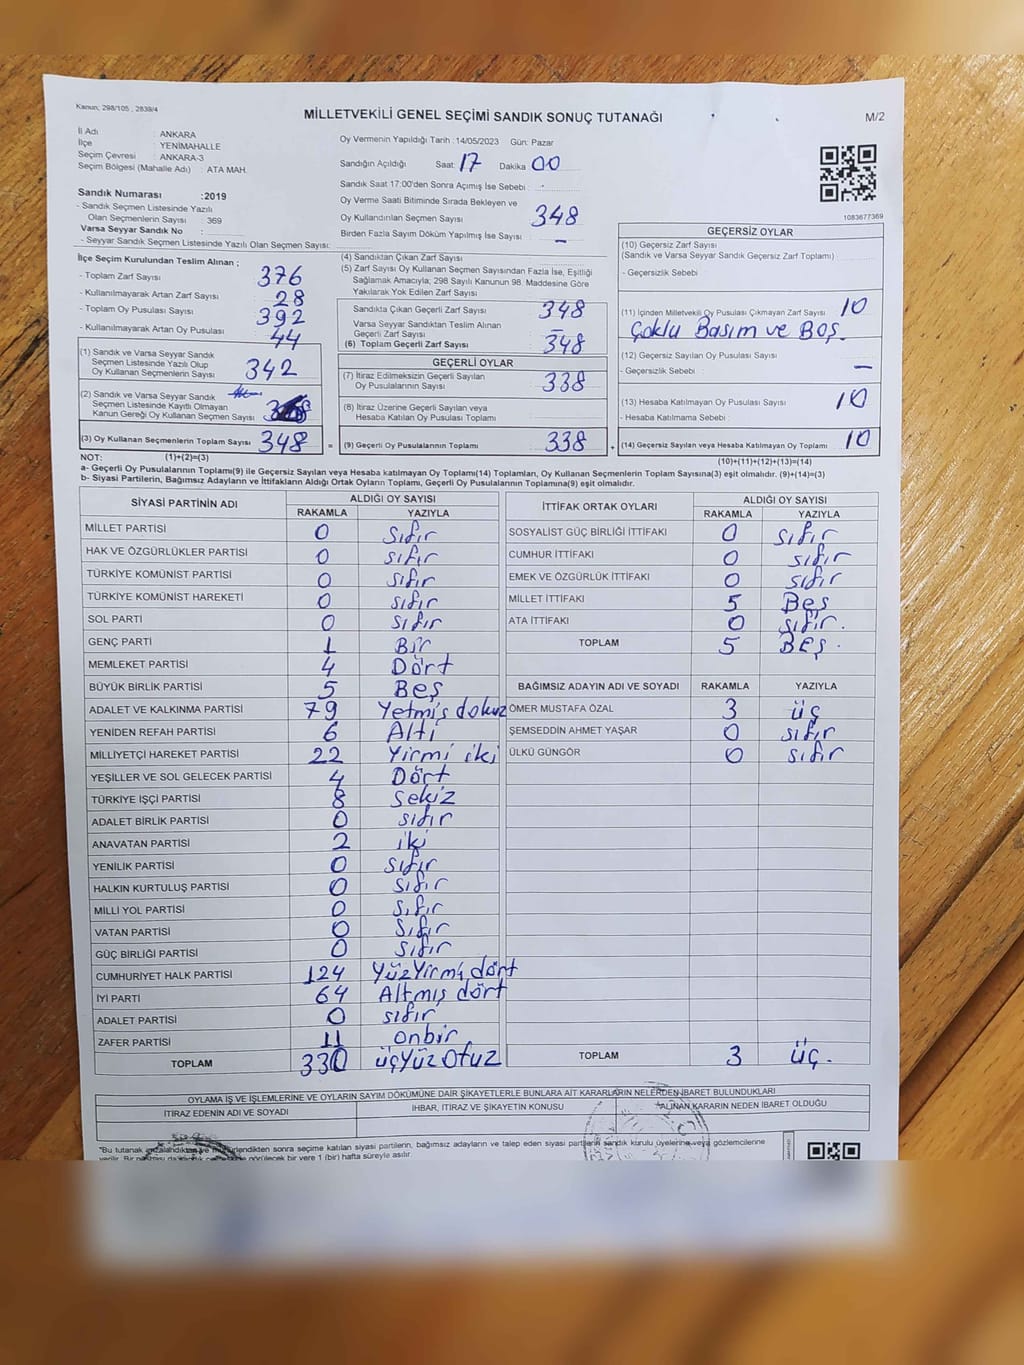 Kanun; 298/105 , 2839/4
MİLLETVEKİLİ GENEL SEÇİMİ SANDIK SONUÇ TUTANAĞI
M/2
İl Adı : ANKARA
İlçe : YENİMAHALLE
Seçim Çevresi : ANKARA-3
Seçim Bölgesi (Mahalle Adı) : ATA MAH.
Sandık Numarası :2019
- Sandık Seçmen Listesinde Yazılı
Olan Seçmenlerin Sayısı : 369
Varsa Seyyar Sandık No :
- Seyyar Sandık Seçmen Listesinde Yazılı Olan Seçmen Sayısı:
Oy Vermenin Yapıldığı Tarih : 14/05/2023 Gün: Pazar
Sandığın Açıldığı Saat: 17 Dakika 00
Sandık Saat 17:00'den Sonra Açımış İse Sebebi :
Oy Verme Saati Bitiminde Sırada Bekleyen ve
Oy Kullandırılan Seçmen Sayısı 348
Birden Fazla Sayım Döküm Yapılmış İse Sayısı : -
1083677369
İlçe Seçim Kurulundan Teslim Alınan ;
- Toplam Zarf Sayısı 376
- Kullanılmayarak Artan Zarf Sayısı : 28
- Toplam Oy Pusulası Sayısı 392
- Kullanılmayarak Artan Oy Pusulası 44
(1) Sandık ve Varsa Seyyar Sandık
Seçmen Listesinde Yazılı Olup
Oy Kullanan Seçmenlerin Sayısı 342
(2) Sandık ve Varsa Seyyar Sandık
Seçmen Listesinde Kayıtlı Olmayan
Kanun Gereği Oy Kullanan Seçmen Sayısı
(3) Oy Kullanan Seçmenlerin Toplam Sayısı 348
(4) Sandıktan Çıkan Zarf Sayısı
(5) Zarf Sayısı Oy Kullanan Seçmen Sayısından Fazla İse, Eşitliği
Sağlamak Amacıyla; 298 Sayılı Kanunun 98. Maddesine Göre
Yakılarak Yok Edilen Zarf Sayısı
Sandıkta Çıkan Geçerli Zarf Sayısı 348
Varsa Seyyar Sandıktan Teslim Alınan
Geçerli Zarf Sayısı : -
(6) Toplam Geçerli Zarf Sayısı : 348
GEÇERLİ OYLAR
(7) İtiraz Edilmeksizin Geçerli Sayılan
Oy Pusulalarının Sayısı : 338
(8) İtiraz Üzerine Geçerli Sayılan veya
Hesaba Katılan Oy Pusulası Toplamı
= (9) Geçerli Oy Pusulalarının Toplamı 338 +
GEÇERSİZ OYLAR
(10) Geçersiz Zarf Sayısı
(Sandık ve Varsa Seyyar Sandık Geçersiz Zarf Toplamı)
- Geçersizlik Sebebi :
(11) İçinden Milletvekili Oy Pusulası Çıkmayan Zarf Sayısı 10
Çoklu Basım ve Boş.
(12) Geçersiz Sayılan Oy Pusulası Sayısı :
- Geçersizlik Sebebi : -
(13) Hesaba Katılmayan Oy Pusulası Sayısı : 10
- Hesaba Katılmama Sebebi :
(14) Geçersiz Sayılan veya Hesaba Katılmayan Oy Toplamı 10
NOT: (1)+(2)=(3)
(10)+(11)+(12)+(13)=(14)
a- Geçerli Oy Pusulalarının Toplamı(9) ile Geçersiz Sayılan veya Hesaba katılmayan Oy Toplamı(14) Toplamları, Oy Kullanan Seçmenlerin Toplam Sayısına(3) eşit olmalıdır. (9)+(14)=(3)
b- Siyasi Partilerin, Bağımsız Adayların ve İttifakların Aldığı Ortak Oyların Toplamı, Geçerli Oy Pusulalarının Toplamına(9) eşit olmalıdır.
SİYASİ PARTİNİN ADI ALDIĞI OY SAYISI
RAKAMLA YAZIYLA
MİLLET PARTİSİ 0 sıfır
HAK VE ÖZGÜRLÜKLER PARTİSİ 0 sıfır
TÜRKİYE KOMÜNİST PARTİSİ 0 sıfır
TÜRKİYE KOMÜNİST HAREKETİ 0 sıfır
SOL PARTİ 0 sıfır
GENÇ PARTİ 1 Bir
MEMLEKET PARTİSİ 4 Dört
BÜYÜK BİRLİK PARTİSİ 5 Beş
ADALET VE KALKINMA PARTİSİ 79 Yetmiş dokuz
YENİDEN REFAH PARTİSİ 6 Altı
MİLLİYETÇİ HAREKET PARTİSİ 22 Yirmi iki
YEŞİLLER VE SOL GELECEK PARTİSİ 4 Dört
TÜRKİYE İŞÇİ PARTİSİ 8 sekiz
ADALET BİRLİK PARTİSİ 0 sıfır
ANAVATAN PARTİSİ 2 iki
YENİLİK PARTİSİ 0 sıfır
HALKIN KURTULUŞ PARTİSİ 0 sıfır
MİLLİ YOL PARTİSİ 0 sıfır
VATAN PARTİSİ 0 sıfır
GÜÇ BİRLİĞİ PARTİSİ 0 sıfır
CUMHURİYET HALK PARTİSİ 124 Yüz Yirmi dört
İYİ PARTİ 64 Altmış dört
ADALET PARTİSİ 0 sıfır
ZAFER PARTİSİ 11 onbir
TOPLAM 330 üçYüz Otuz
İTTİFAK ORTAK OYLARI ALDIĞI OY SAYISI
RAKAMLA YAZIYLA
SOSYALİST GÜÇ BİRLİĞİ İTTİFAKI 0 sıfır
CUMHUR İTTİFAKI 0 sıfır
EMEK VE ÖZGÜRLÜK İTTİFAKI 0 sıfır
MİLLET İTTİFAKI 5 Beş
ATA İTTİFAKI 0 sıfır.
TOPLAM 5 Beş.
BAĞIMSIZ ADAYIN ADI VE SOYADI RAKAMLA YAZIYLA
ÖMER MUSTAFA ÖZAL 3 üç
ŞEMSEDDİN AHMET YAŞAR 0 sıfır
ÜLKÜ GÜNGÖR 0 sıfır
TOPLAM 3 üç.
OYLAMA İŞ VE İŞLEMLERİNE VE OYLARIN SAYIM DÖKÜMÜNE DAİR ŞİKAYETLERLE BUNLARA AİT KARARLARIN NELERDEN İBARET BULUNDUKLARI
İTİRAZ EDENİN ADI VE SOYADI İHBAR, İTİRAZ VE ŞİKAYETİN KONUSU ALINAN KARARIN NEDEN İBARET OLDUĞU
*Bu tutanak imzalandıktan ve mühürlendikten sonra seçime katılan siyasi partilerin, bağımsız adayların ve talep eden siyasi partilerin sandık kurulu üyelerine veya gözlemcilerine
verilir. Bir görülecek bir yere 1 (bir) hafta süreyle asılır.